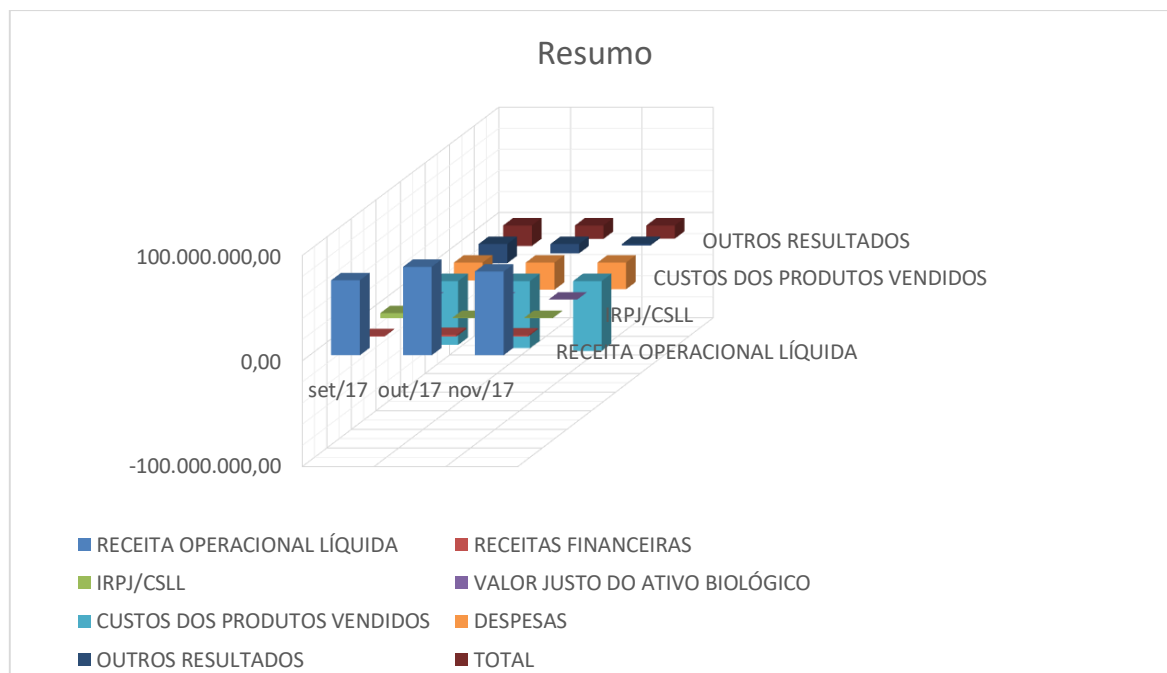 Resumo
OUTROS RESULTADOS
100.000.000,00
CUSTOS DOS PRODUTOS VENDIDOS
IRPJ/CSLL
RECEITA OPERACIONAL LÍQUIDA
0,00
set/17 out/17 nov/17
-100.000.000,00
RECEITA OPERACIONAL LÍQUIDA RECEITAS FINANCEIRAS
IRPJ/CSLL VALOR JUSTO DO ATIVO BIOLÓGICO
CUSTOS DOS PRODUTOS VENDIDOS DESPESAS
OUTROS RESULTADOS TOTAL